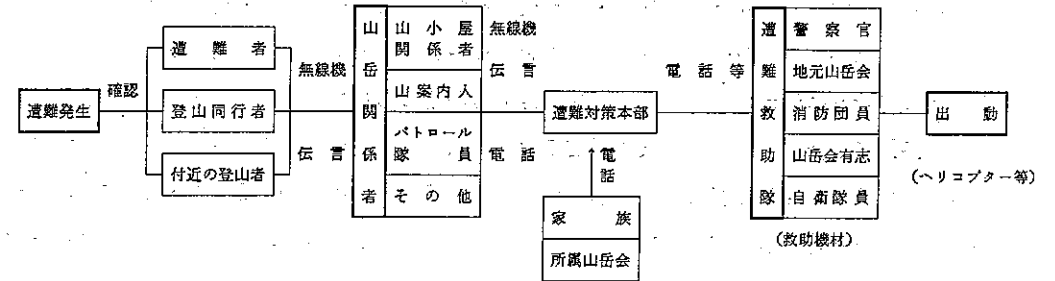 遭難発生
確認
遭難者
登山同行者
付近の登山者
無線機
伝言
山岳関係者
山小屋
関係者
山案内人
パトロール
隊員
その他
無線機
伝言
電話
遭難対策本部
電話
家族
所属山岳会
電話等
遭難救助隊
警察官
地元山岳会
消防団員
山岳会有志
自衛隊員
(救助機材)
出動
(ヘリコプター等)